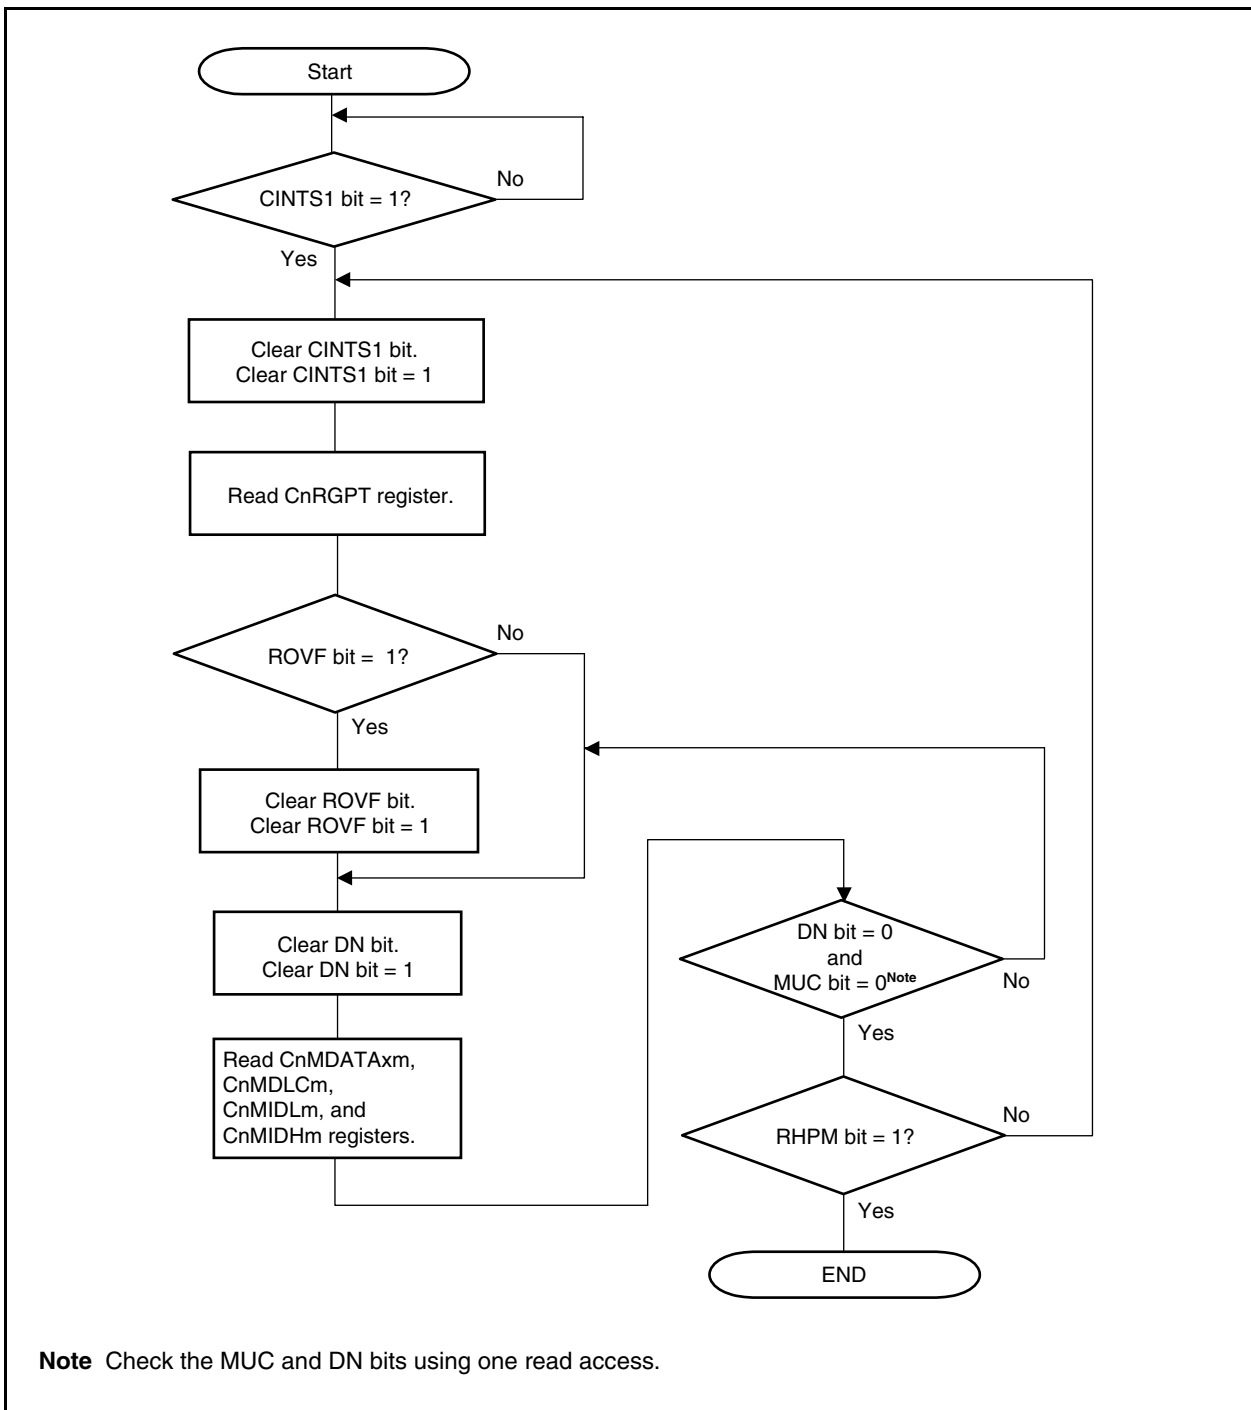 Start
CINTS1 bit = 1?
No
Yes
Clear CINTS1 bit.
Clear CINTS1 bit = 1
Read CnRGPT register.
ROVF bit = 1?
No
Yes
Clear ROVF bit.
Clear ROVF bit = 1
Clear DN bit.
Clear DN bit = 1
Read CnMDATAxm,
CnMDLCm,
CnMIDLm, and
CnMIDHm registers.
DN bit = 0
and
MUC bit = 0Note
No
Yes
RHPM bit = 1?
No
Yes
END
Note Check the MUC and DN bits using one read access.